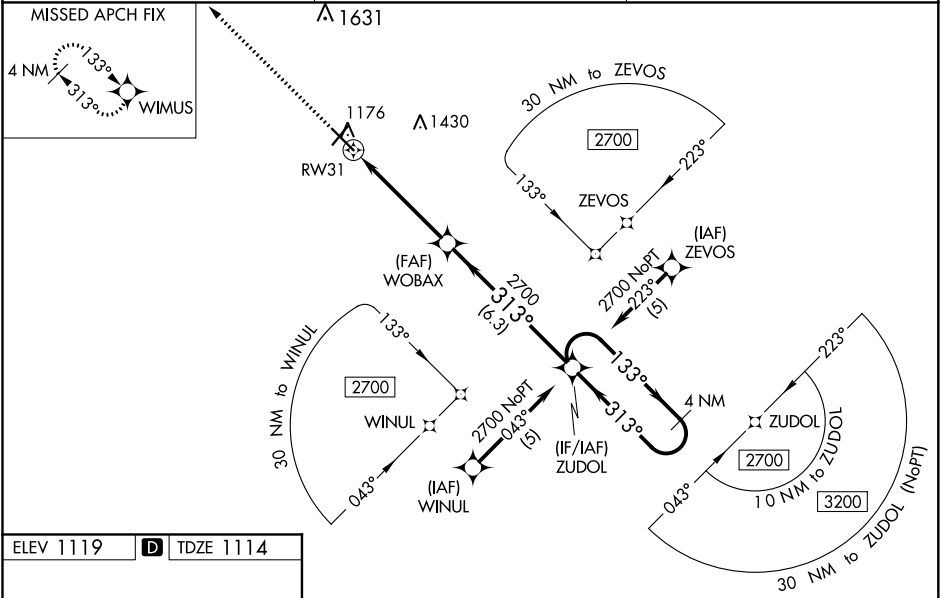 MISSED APCH FIX
4 NM
133°
313°
WIMUS
1631
1176
1430
RW31
30 NM to ZEVOS
2700
133°
223°
ZEVOS
(IAF)
ZEVOS
2700 NoPT
223°
(5)
(FAF)
WOBAX
2700
313°
(6.3)
30 NM to WINUL
133°
2700
WINUL
043°
2700 NoPT
043°
(5)
(IAF)
WINUL
(IF/IAF)
ZUDOL
133°
313°
4 NM
223°
ZUDOL
2700
10 NM to ZUDOL
043°
3200
30 NM to ZUDOL (NoPT)
ELEV 1119 D TDZE 1114